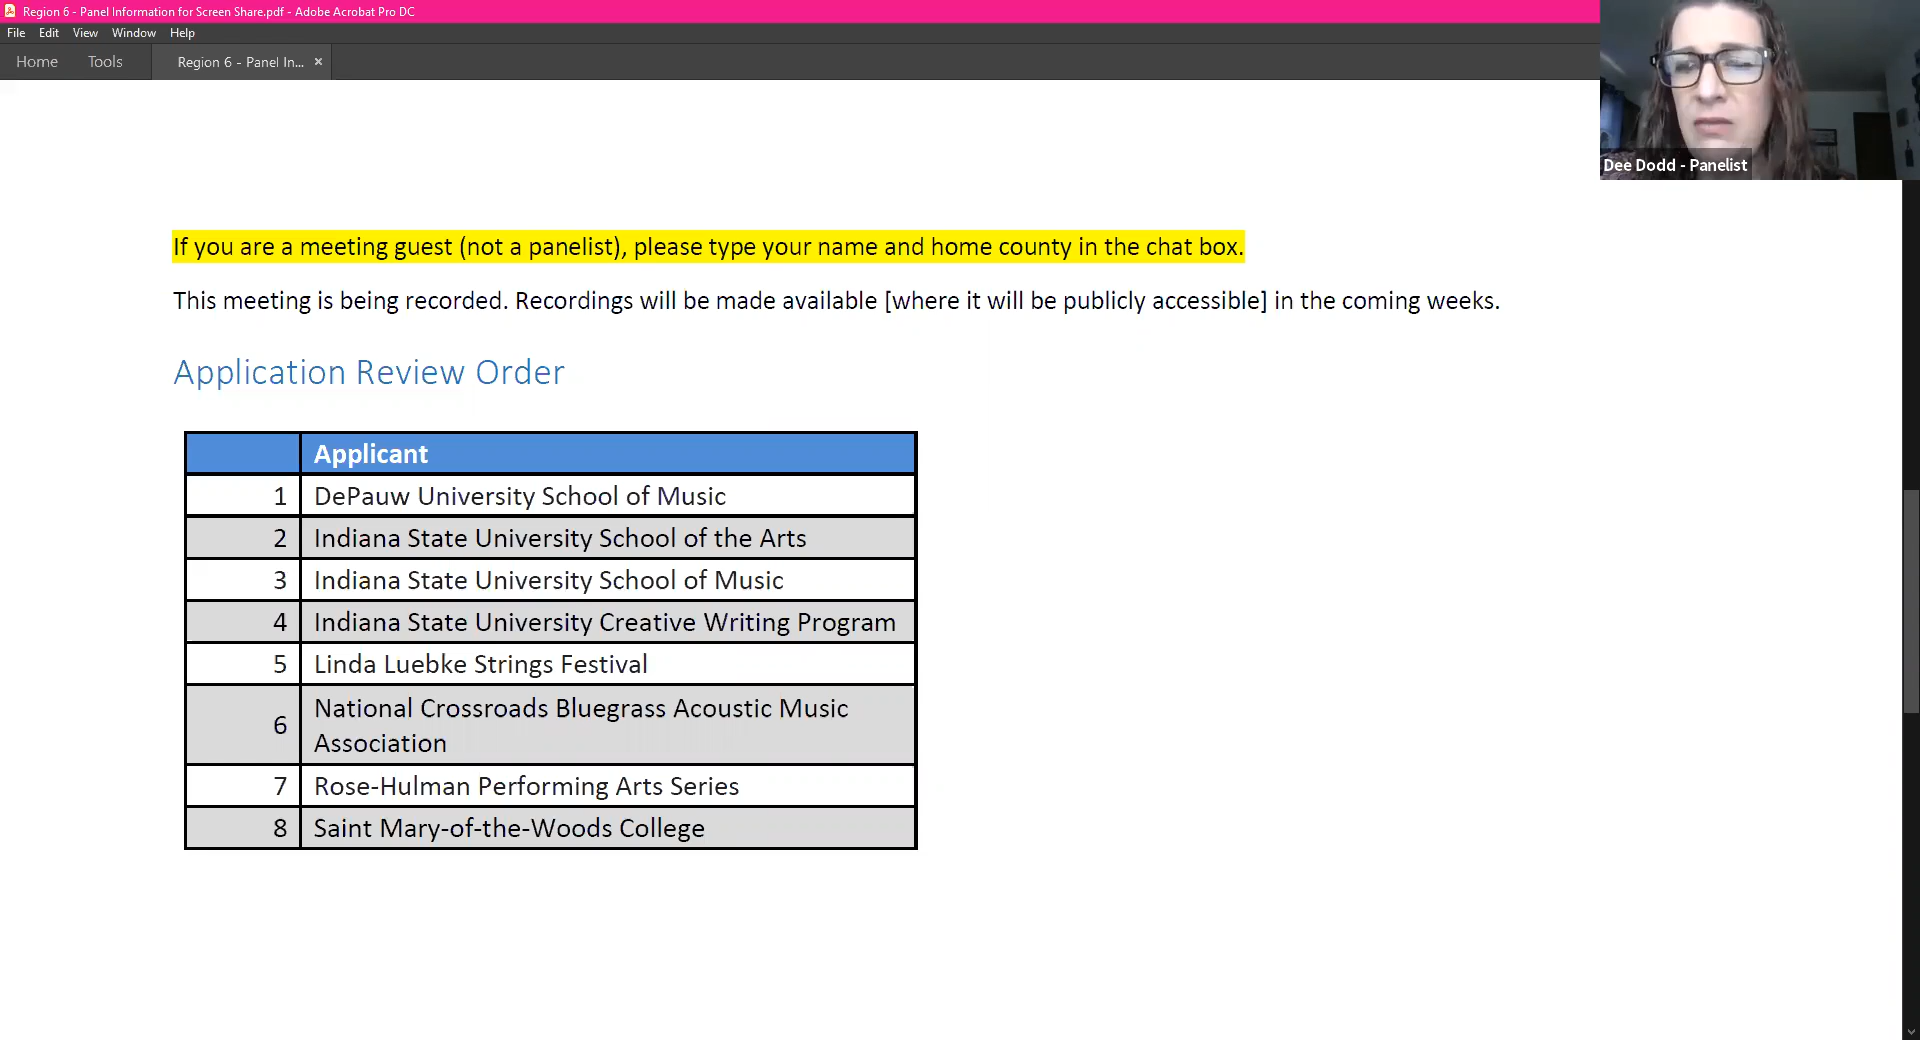 Region 6 - Panel Information for Screen Share.pdf - Adobe Acrobat Pro DC
File Edit View Window Help
Home Tools Region 6 - Panel In... ×
Dee Dodd - Panelist
If you are a meeting guest (not a panelist), please type your name and home county in the chat box.
This meeting is being recorded. Recordings will be made available [where it will be publicly accessible] in the coming weeks.
Application Review Order
Applicant
1 DePauw University School of Music
2 Indiana State University School of the Arts
3 Indiana State University School of Music
4 Indiana State University Creative Writing Program
5 Linda Luebke Strings Festival
6 National Crossroads Bluegrass Acoustic Music
Association
7 Rose-Hulman Performing Arts Series
8 Saint Mary-of-the-Woods College